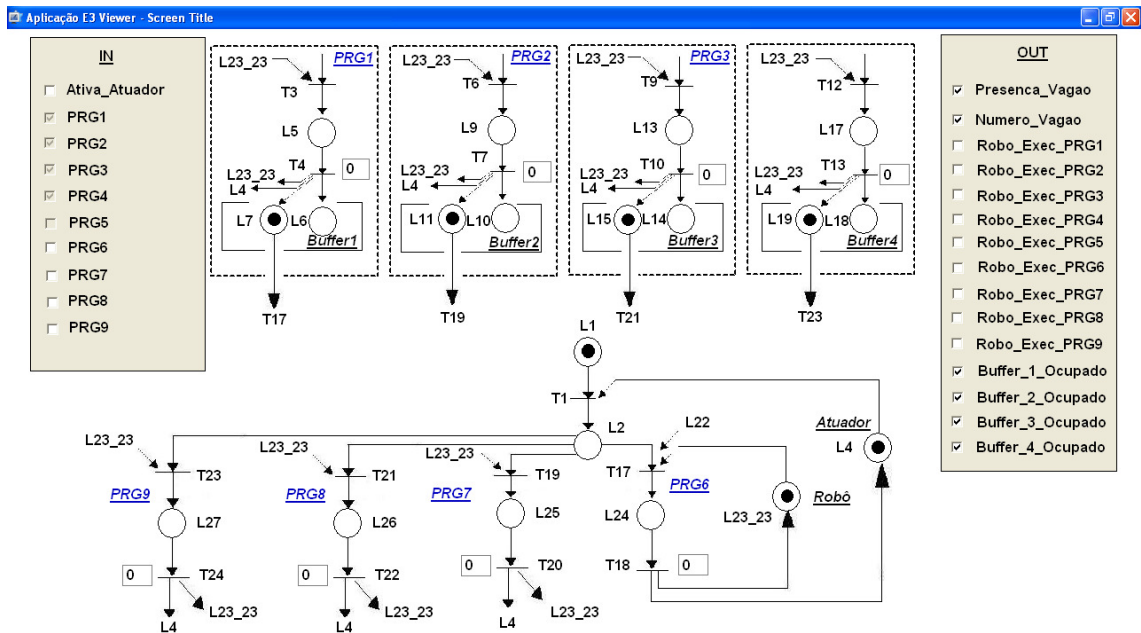 Aplicação E3 Viewer - Screen Title
IN
Ativa_Atuador
PRG1
PRG2
PRG3
PRG4
PRG5
PRG6
PRG7
PRG8
PRG9
PRG1
L23_23
T3
L5
T4
0
L23_23
L4
L7
L6
Buffer1
T17
PRG2
L23_23
T6
L9
T7
0
L23_23
L4
L11
L10
Buffer2
T19
PRG3
L23_23
T9
L13
T10
0
L23_23
L4
L15
L14
Buffer3
T21
L23_23
T12
L17
T13
0
L23_23
L4
L19
L18
Buffer4
T23
OUT
Presenca_Vagao
Numero_Vagao
Robo_Exec_PRG1
Robo_Exec_PRG2
Robo_Exec_PRG3
Robo_Exec_PRG4
Robo_Exec_PRG5
Robo_Exec_PRG6
Robo_Exec_PRG7
Robo_Exec_PRG8
Robo_Exec_PRG9
Buffer_1_Ocupado
Buffer_2_Ocupado
Buffer_3_Ocupado
Buffer_4_Ocupado
L1
T1
L2
L22
Atuador
L4
L23_23
T23
PRG9
L27
0
T24
L23_23
L4
L23_23
T21
PRG8
L26
0
T22
L23_23
L4
L23_23
T19
PRG7
L25
0
T20
L23_23
L4
T17
PRG6
L24
T18
0
Robô
L23_23